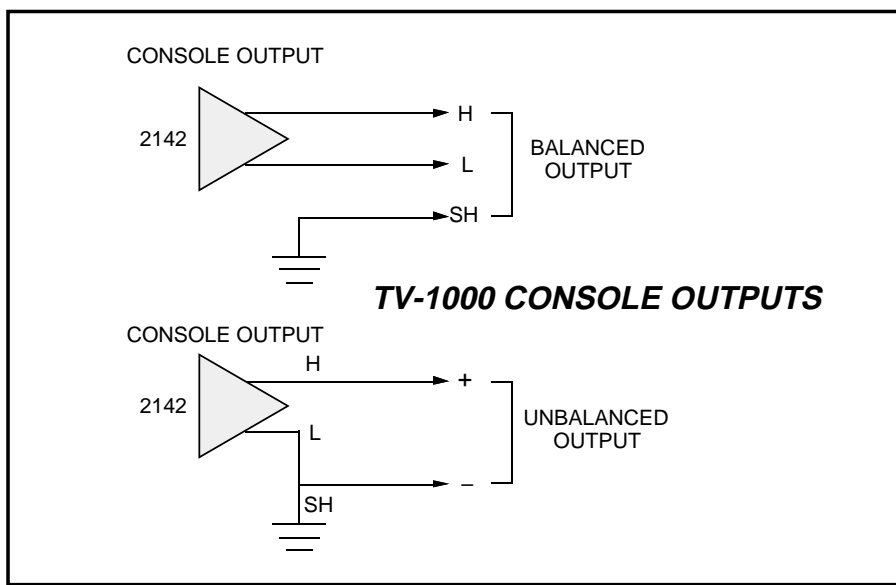 CONSOLE OUTPUT
2142
H
L
SH
BALANCED
OUTPUT
TV-1000 CONSOLE OUTPUTS
CONSOLE OUTPUT
2142
H
L
SH
+
–
UNBALANCED
OUTPUT